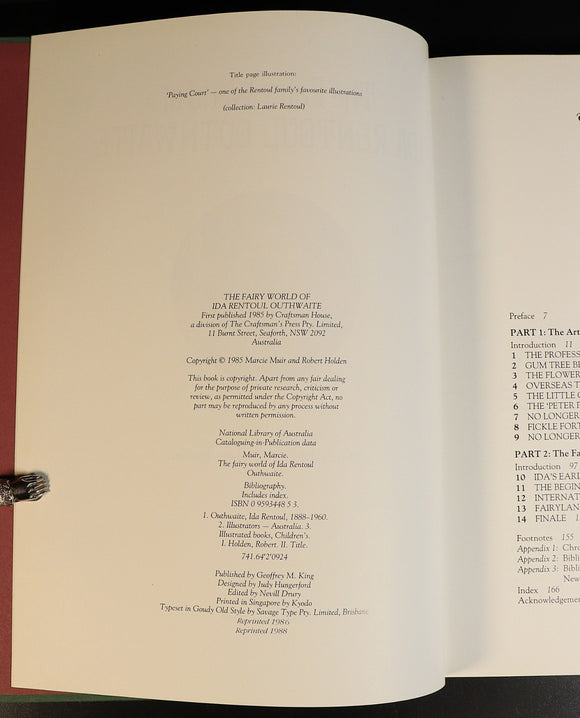 Title page illustration:
'Paying Court' — one of the Rentoul family's favourite illustrations
(collection: Laurie Rentoul)
THE FAIRY WORLD OF
IDA RENTOUL OUTHWAITE
First published 1985 by Craftsman House,
a division of The Craftsman's Press Pty. Limited,
11 Burnt Street, Seaforth, NSW 2092
Australia
Copyright © 1985 Marcie Muir and Robert Holden
This book is copyright. Apart from any fair dealing
for the purpose of private research, criticism or
review, as permitted under the Copyright Act, no
part may be reproduced by any process without
written permission.
National Library of Australia
Cataloguing-in-Publication data
Muir, Marcie.
The fairy world of Ida Rentoul
Outhwaite.
Bibliography.
Includes index.
ISBN 0 9593448 5 3.
1. Outhwaite, Ida Rentoul, 1888-1960.
2. Illustrators — Australia. 3.
Illustrated books, Children's.
I. Holden, Robert. II. Title.
741.64'2'0924
Published by Geoffrey M. King
Designed by Judy Hungerford
Edited by Nevill Drury
Printed in Singapore by Kyodo
Typeset in Goudy Old Style by Savage Type Pty. Limited, Brisbane
Reprinted 1986
Reprinted 1988
Preface 7
PART 1: The Art
Introduction 11
1 THE PROFESS
2 GUM TREE B
3 THE FLOWER
4 OVERSEAS T
5 THE LITTLE
6 THE 'PETER
7 NO LONGER
8 FICKLE FORT
9 NO LONGER
PART 2: The Fa
Introduction 97
10 IDA'S EARL
11 THE BEGIN
12 INTERNAT
13 FAIRYLAN
14 FINALE
Footnotes 155
Appendix 1: Chro
Appendix 2: Bibl
Appendix 3: Bibl
New
Index 166
Acknowledgeme